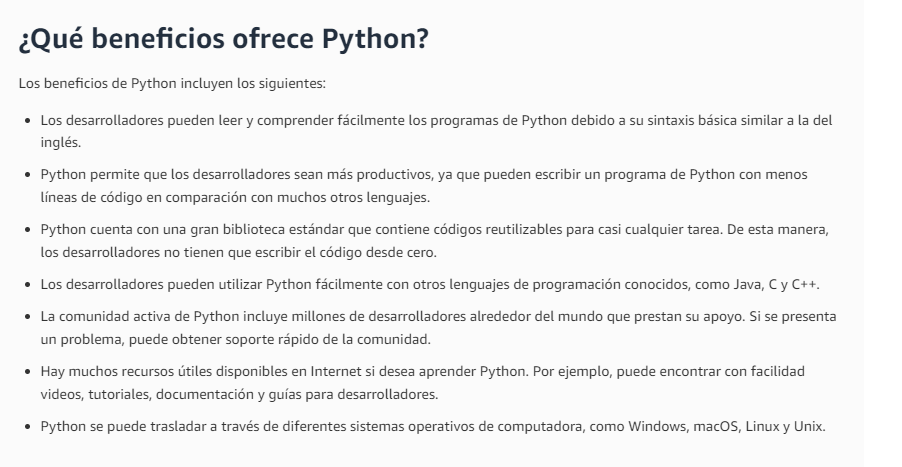 ¿Qué beneficios ofrece Python?
Los beneficios de Python incluyen los siguientes:
• Los desarrolladores pueden leer y comprender fácilmente los programas de Python debido a su sintaxis básica similar a la del
inglés.
• Python permite que los desarrolladores sean más productivos, ya que pueden escribir un programa de Python con menos
líneas de código en comparación con muchos otros lenguajes.
• Python cuenta con una gran biblioteca estándar que contiene códigos reutilizables para casi cualquier tarea. De esta manera,
los desarrolladores no tienen que escribir el código desde cero.
• Los desarrolladores pueden utilizar Python fácilmente con otros lenguajes de programación conocidos, como Java, C y C++.
• La comunidad activa de Python incluye millones de desarrolladores alrededor del mundo que prestan su apoyo. Si se presenta
un problema, puede obtener soporte rápido de la comunidad.
• Hay muchos recursos útiles disponibles en Internet si desea aprender Python. Por ejemplo, puede encontrar con facilidad
videos, tutoriales, documentación y guías para desarrolladores.
• Python se puede trasladar a través de diferentes sistemas operativos de computadora, como Windows, macOS, Linux y Unix.